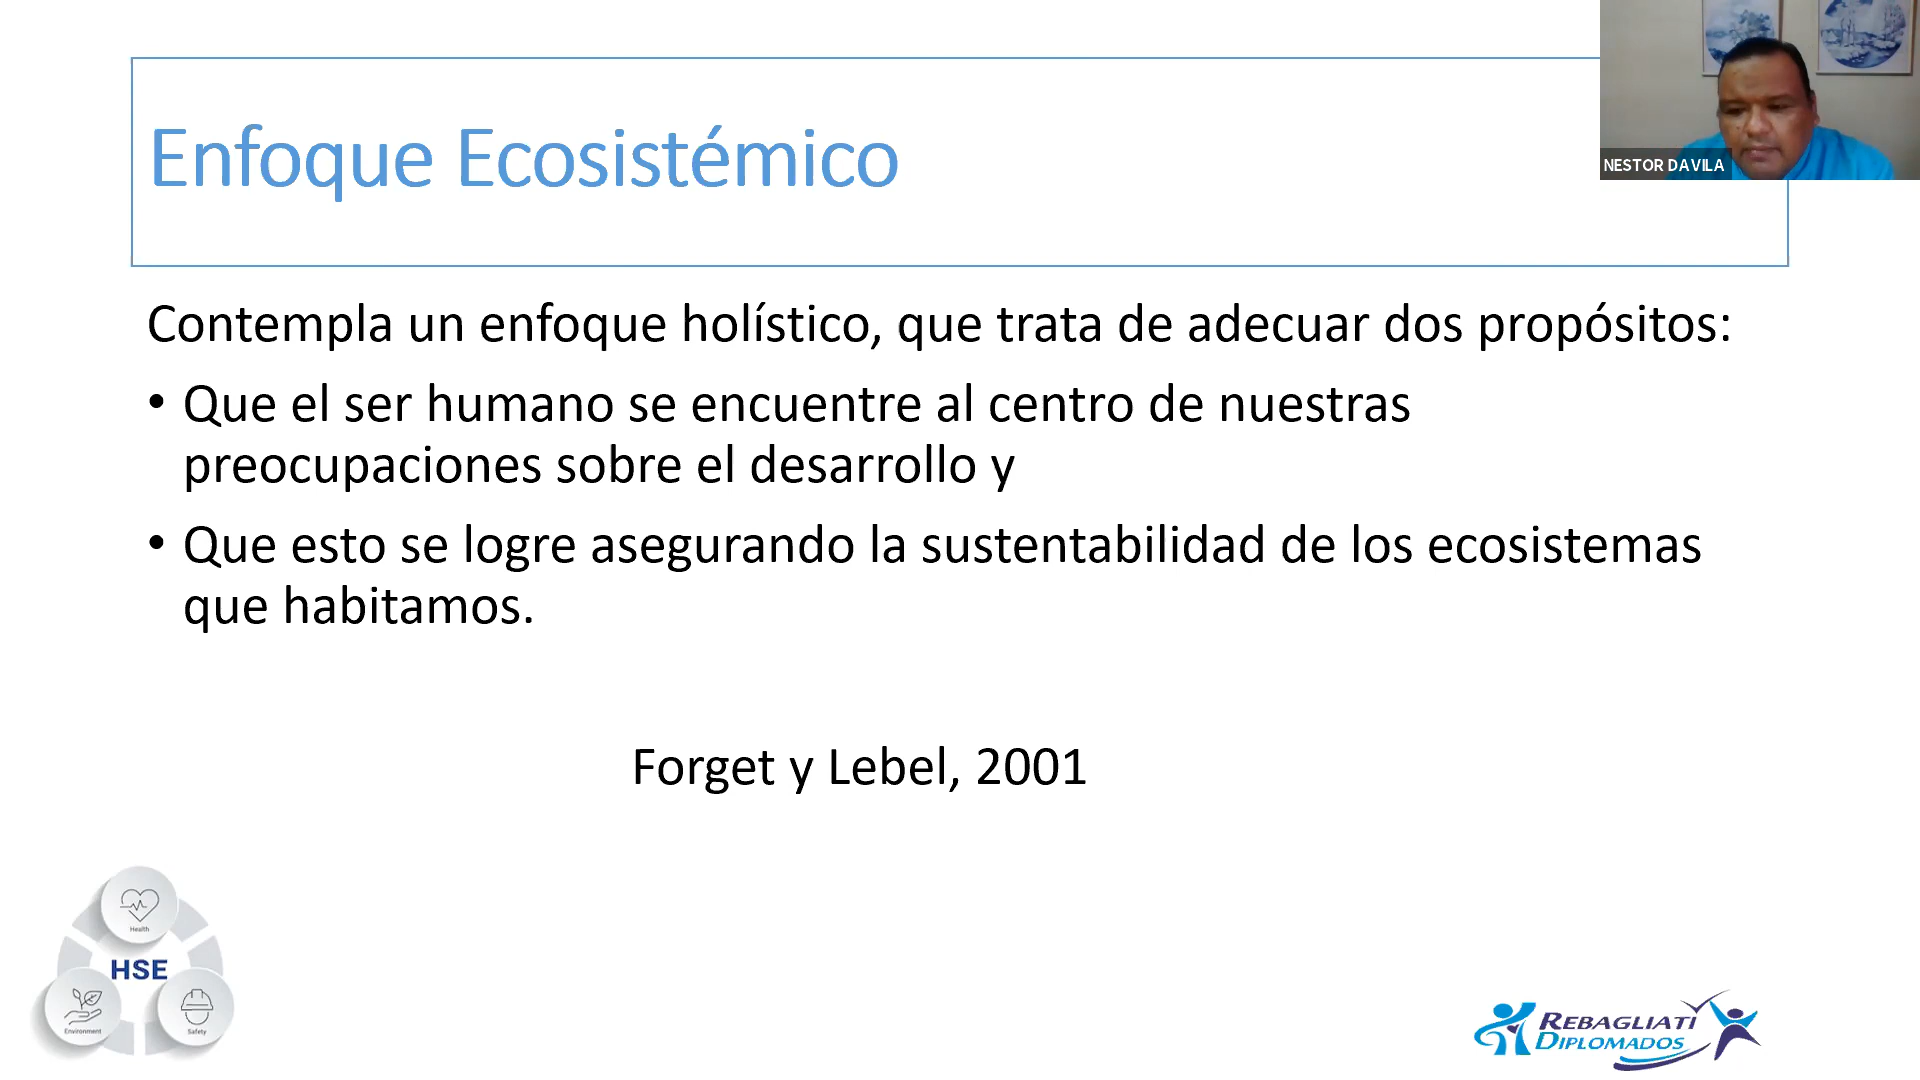 Enfoque Ecosistémico
NESTOR DAVILA
Contempla un enfoque holístico, que trata de adecuar dos propósitos:
• Que el ser humano se encuentre al centro de nuestras
preocupaciones sobre el desarrollo y
• Que esto se logre asegurando la sustentabilidad de los ecosistemas
que habitamos.
Forget y Lebel, 2001
Health
HSE
Environment
Safety
REBAGLIATI
DIPLOMADOS